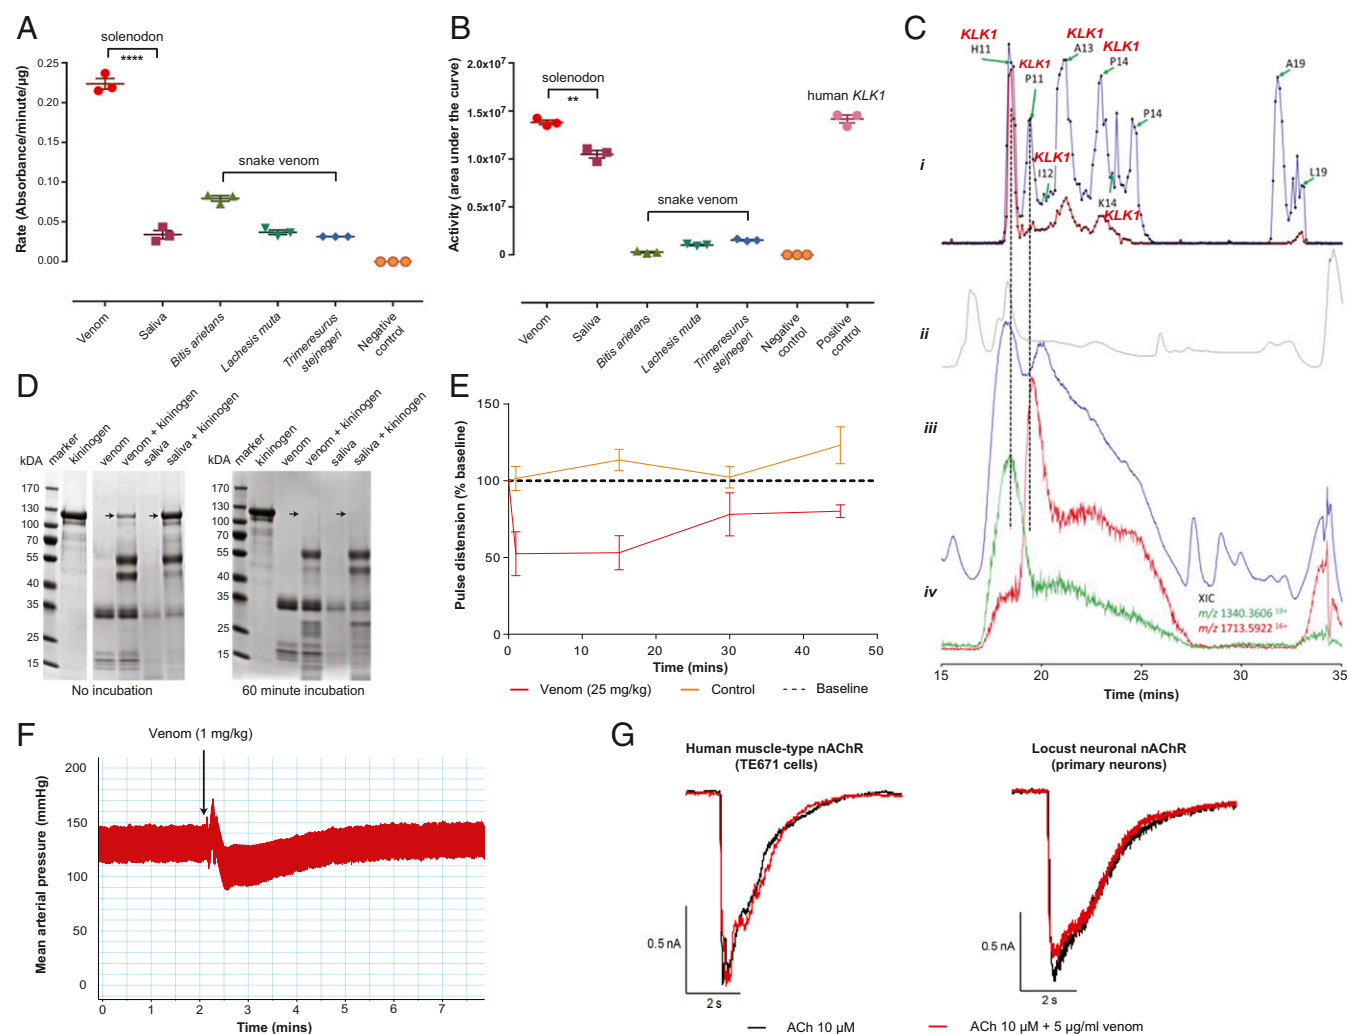 A
solenodon
****
snake venom
Rate (Absorbance/minute/µg)
0.25
0.20
0.15
0.10
0.05
0.00
Venom
Saliva
Bitis arietans
Lachesis muta
Trimeresurus
stejnegeri
Negative
control
B
solenodon
**
human KLK1
snake venom
Activity (area under the curve)
2.0x10⁷
1.5x10⁷
1.0x10⁷
0.5x10⁷
0
Venom
Saliva
Bitis arietans
Lachesis muta
Trimeresurus
stejnegeri
Negative
control
Positive
control
C
KLK1
H11
KLK1
P11
KLK1
A13
KLK1
P14
KLK1
I12
K14
KLK1
P14
A19
L19
i
ii
iii
iv
XIC
m/z 1340.3606 19+
m/z 1713.5922 16+
15
20
25
30
35
Time (mins)
D
kDA
marker
kininogen
venom
venom + kininogen
saliva
saliva + kininogen
170
130
100
70
55
40
35
25
15
No incubation
kDA
marker
kininogen
venom
venom + kininogen
saliva
saliva + kininogen
170
130
100
70
55
40
35
25
15
60 minute incubation
E
Pulse distension (% baseline)
150
100
50
0
0
10
20
30
40
50
Time (mins)
Venom (25 mg/kg)
Control
Baseline
F
Venom (1 mg/kg)
Mean arterial pressure (mmHg)
200
150
100
50
0
0
1
2
3
4
5
6
7
Time (mins)
G
Human muscle-type nAChR
(TE671 cells)
0.5 nA
2 s
Locust neuronal nAChR
(primary neurons)
0.5 nA
2 s
ACh 10 µM
ACh 10 µM + 5 µg/ml venom